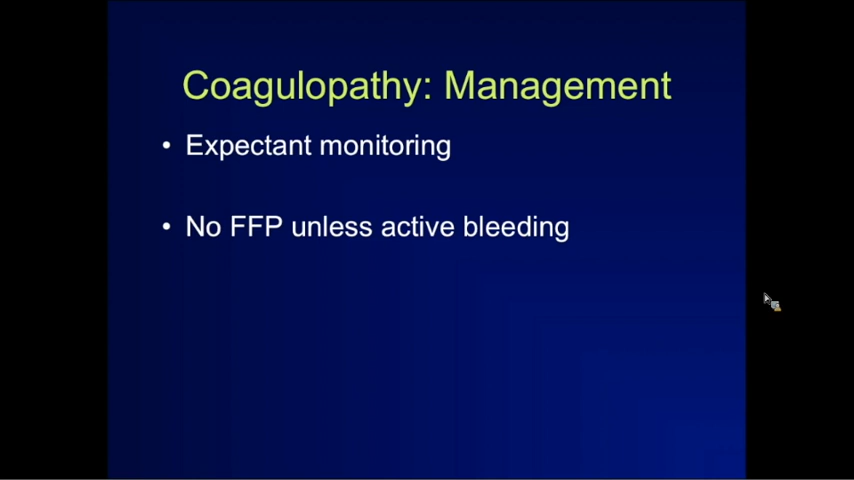 Coagulopathy: Management
• Expectant monitoring
• No FFP unless active bleeding